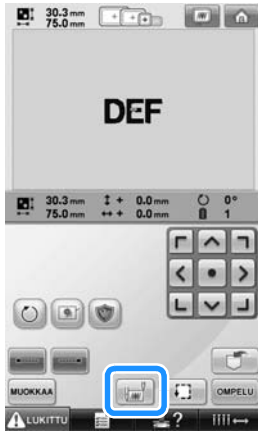 30.3 mm
75.0 mm
DEF
30.3 mm + 0.0 mm 0°
75.0 mm + 0.0 mm 1
MUOKKAA OMPELU
LUKITTU ?